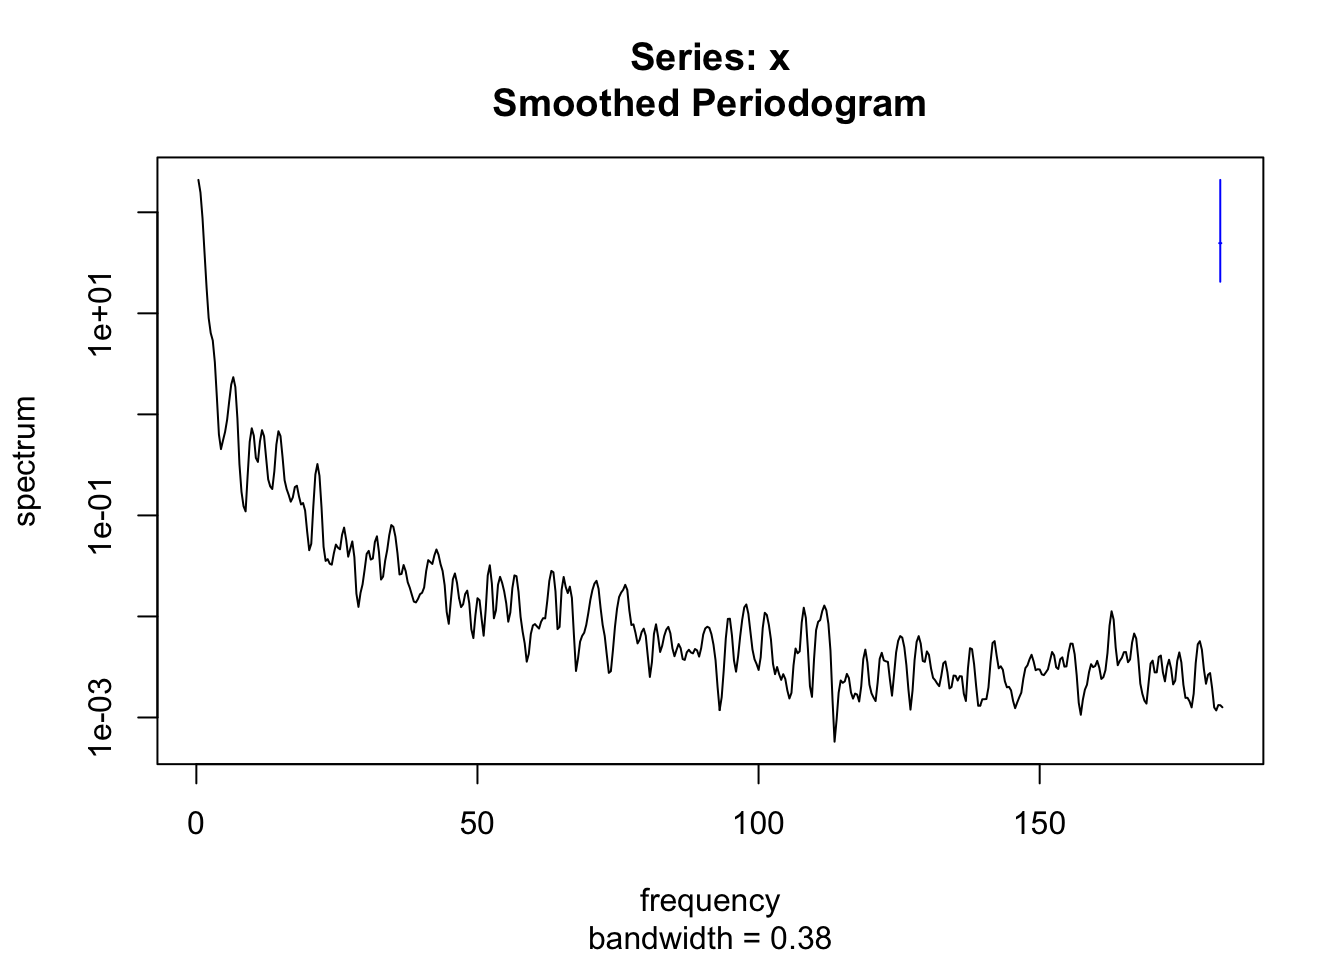 Series: x
Smoothed Periodogram
spectrum
1e+01
1e-01
1e-03
0 50 100 150
frequency
bandwidth = 0.38